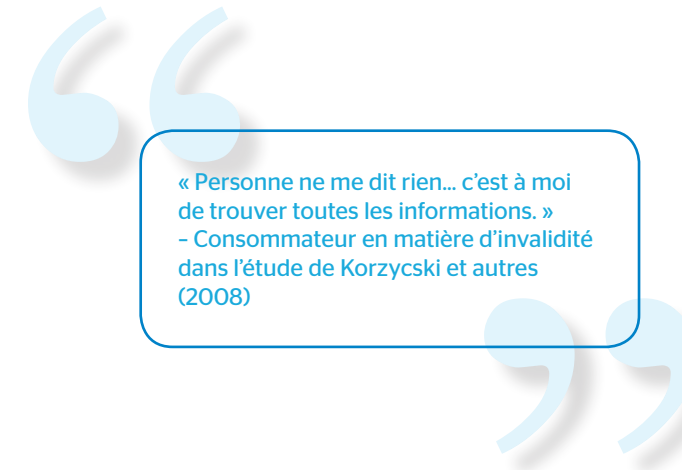 « Personne ne me dit rien... c'est à moi
de trouver toutes les informations. »
– Consommateur en matière d'invalidité
dans l'étude de Korzycski et autres
(2008)